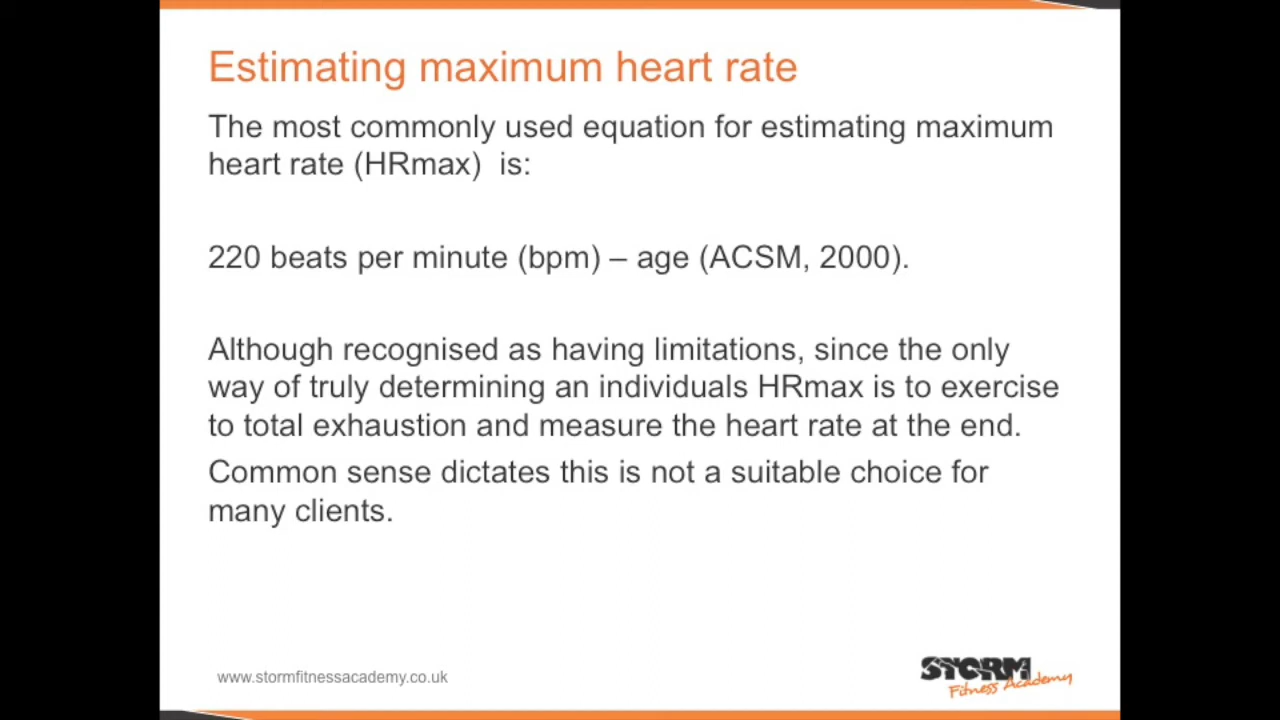 Estimating maximum heart rate
The most commonly used equation for estimating maximum
heart rate (HRmax)  is:
220 beats per minute (bpm) – age (ACSM, 2000).
Although recognised as having limitations, since the only
way of truly determining an individuals HRmax is to exercise
to total exhaustion and measure the heart rate at the end.
Common sense dictates this is not a suitable choice for
many clients.
www.stormfitnessacademy.co.uk
STORM
Fitness Academy